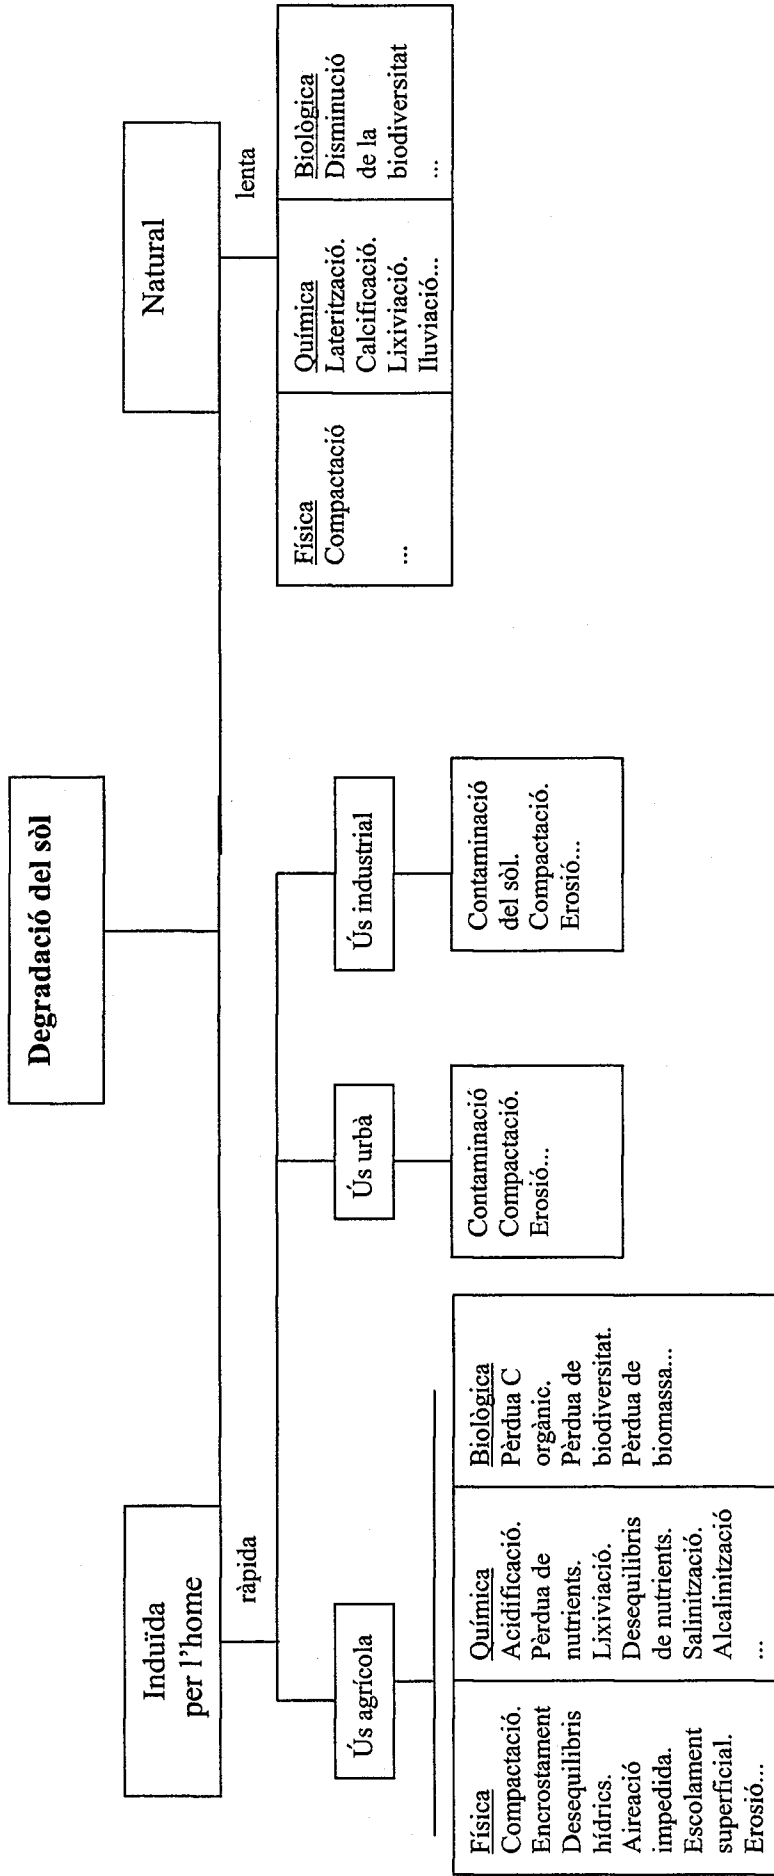 Degradació del sòl
Induïda
per l'home
Natural
ràpida
lenta
Ús agrícola
Ús urbà
Ús industrial
Física
Compactació.
Encrostament
Desequilibris
hídrics.
Aireació
impedida.
Escolament
superficial.
Erosió...
Química
Acidificació.
Pèrdua de
nutrients.
Lixiviació.
Desequilibris
de nutrients.
Salinització.
Alcalinització
...
Biològica
Pèrdua C
orgànic.
Pèrdua de
biodiversitat.
Pèrdua de
biomassa...
Contaminació
Compactació.
Erosió...
Contaminació
del sòl.
Compactació.
Erosió...
Física
Compactació
...
Química
Laterització.
Calcificació.
Lixiviació.
Iluviació...
Biològica
Disminució
de la
biodiversitat
...